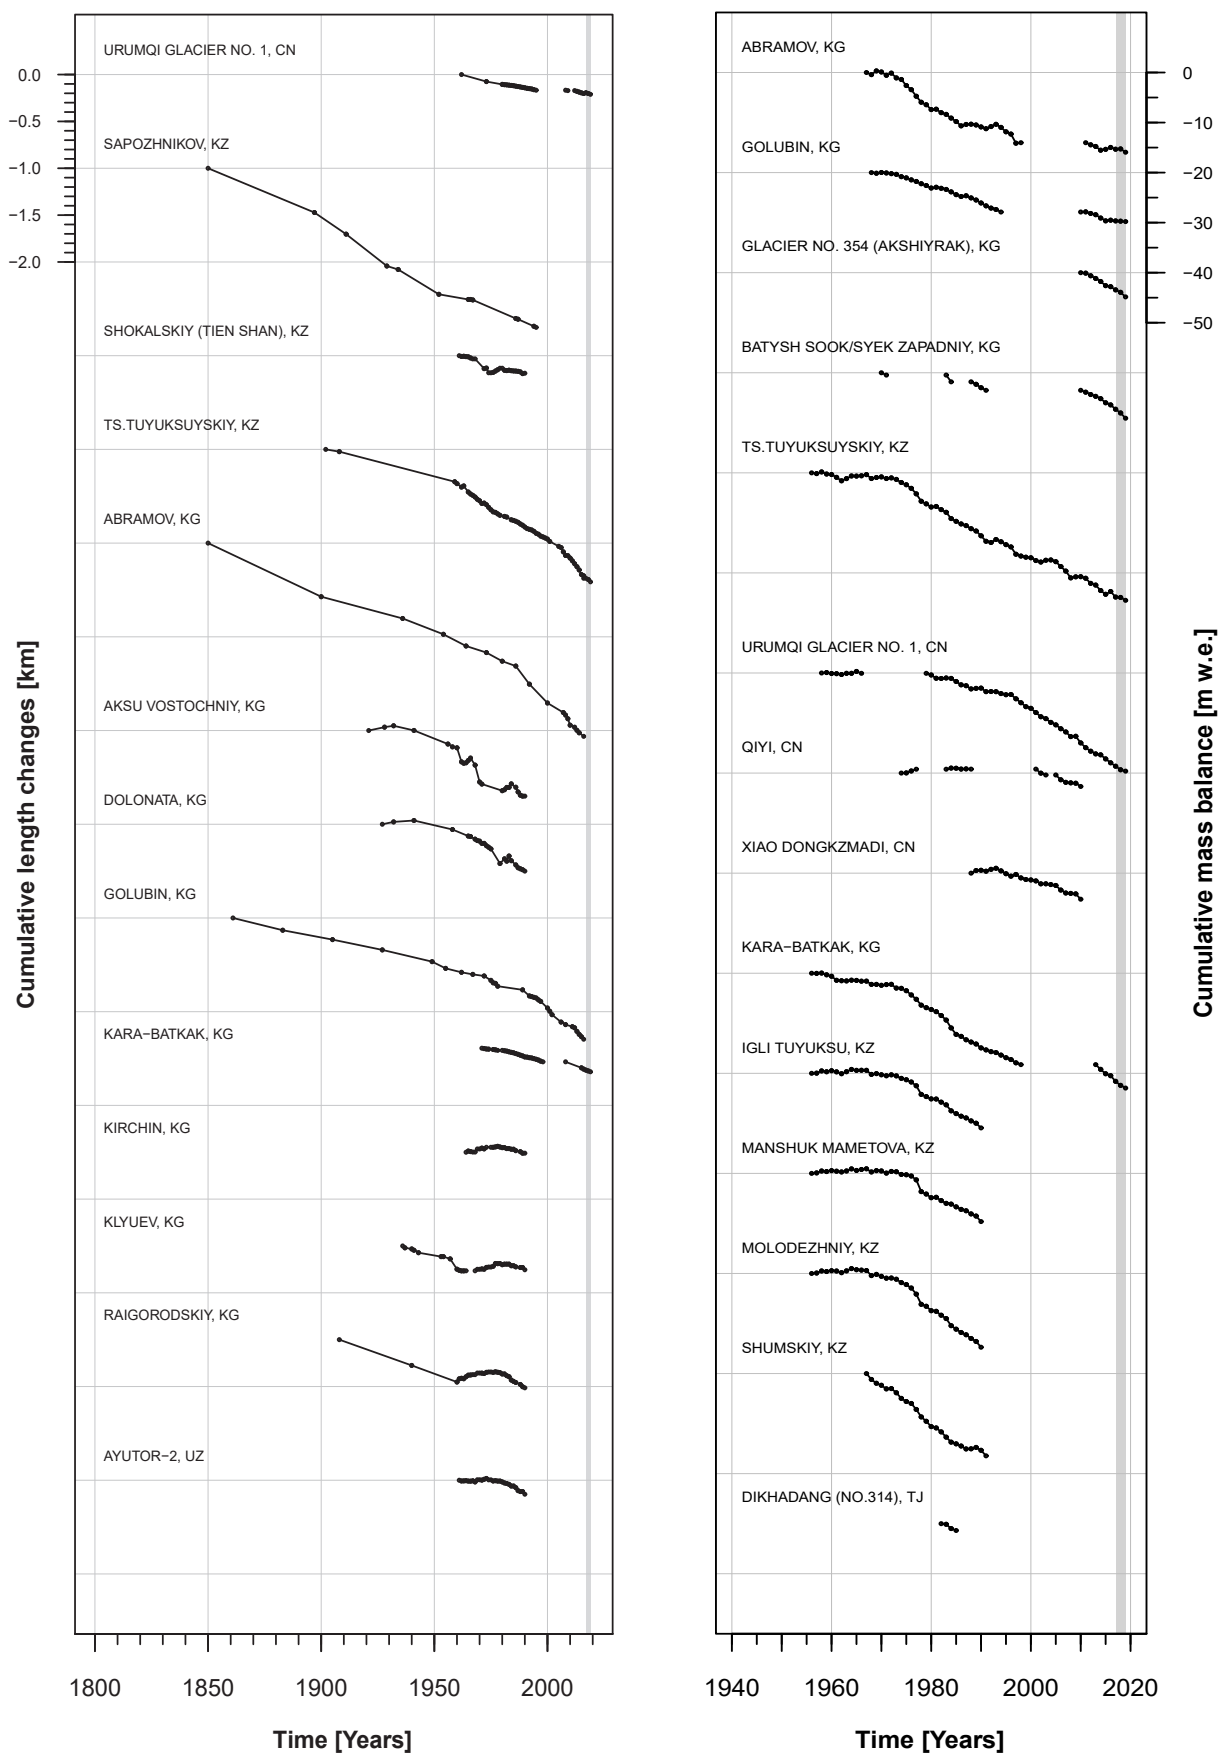 URUMQI GLACIER NO. 1, CN
0.0
−0.5
SAPOZHNIKOV, KZ
−1.0
−1.5
−2.0
SHOKALSKIY (TIEN SHAN), KZ
TS.TUYUKSUYSKIY, KZ
ABRAMOV, KG
AKSU VOSTOCHNIY, KG
DOLONATA, KG
GOLUBIN, KG
KARA−BATKAK, KG
KIRCHIN, KG
KLYUEV, KG
RAIGORODSKIY, KG
AYUTOR−2, UZ
Cumulative length changes [km]
1800 1850 1900 1950 2000
Time [Years]
ABRAMOV, KG
0
−10
GOLUBIN, KG
−20
−30
GLACIER NO. 354 (AKSHIYRAK), KG
−40
−50
BATYSH SOOK/SYEK ZAPADNIY, KG
TS.TUYUKSUYSKIY, KZ
URUMQI GLACIER NO. 1, CN
QIYI, CN
XIAO DONGKZMADI, CN
KARA−BATKAK, KG
IGLI TUYUKSU, KZ
MANSHUK MAMETOVA, KZ
MOLODEZHNIY, KZ
SHUMSKIY, KZ
DIKHADANG (NO.314), TJ
Cumulative mass balance [m w.e.]
1940 1960 1980 2000 2020
Time [Years]